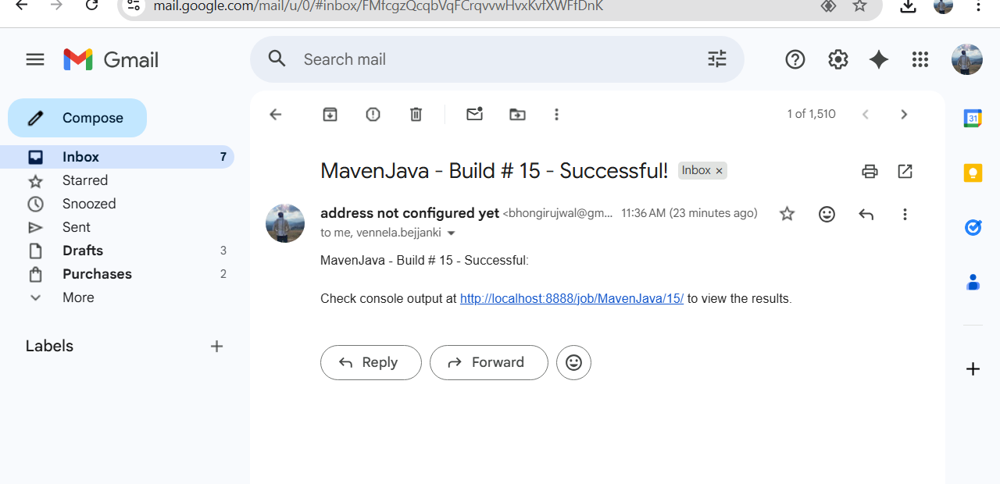 mail.google.com/mail/u/0/#inbox/FMfcgzQcqbVqFCrqvvwHvxKvfXWFfDnK
Gmail
Search mail
Compose
1 of 1,510
Inbox 7
Starred
Snoozed
Sent
Drafts 3
Purchases 2
More
Labels
MavenJava - Build # 15 - Successful! Inbox ×
address not configured yet <bhongirujwal@gm... 11:36 AM (23 minutes ago)
to me, vennela.bejjanki
MavenJava - Build # 15 - Successful:
Check console output at http://localhost:8888/job/MavenJava/15/ to view the results.
Reply
Forward
31